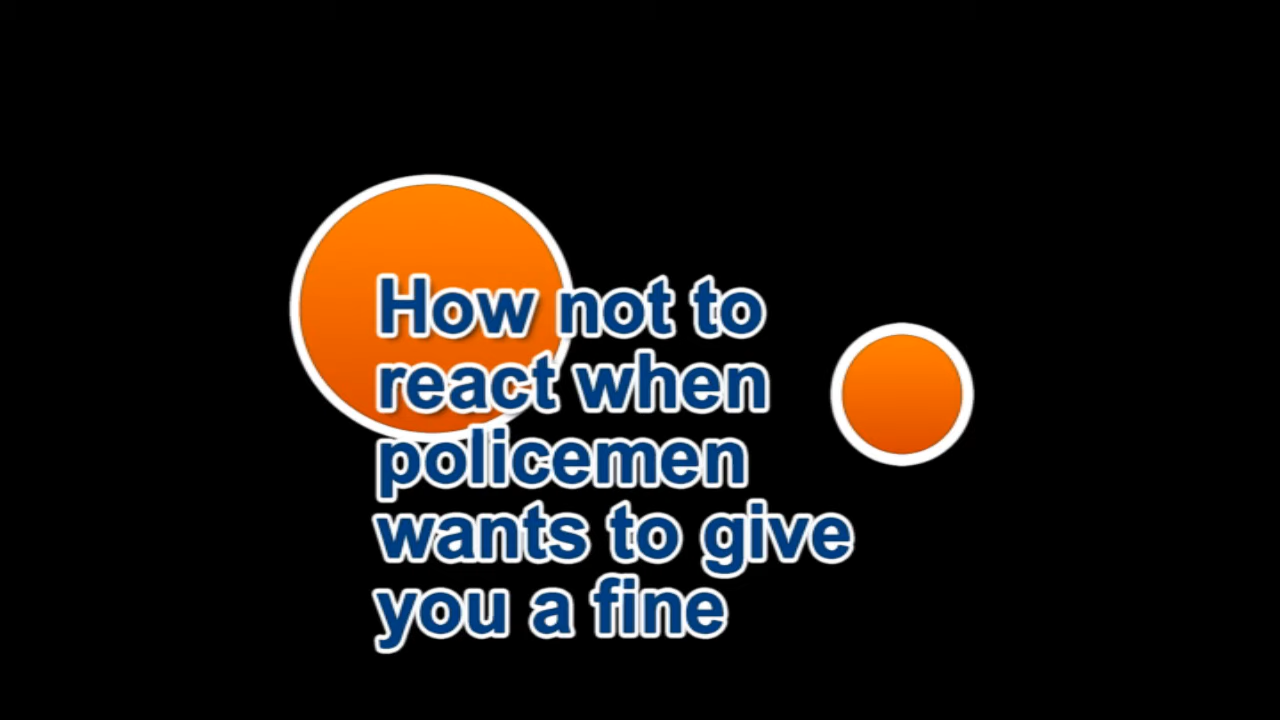 How not to
react when
policemen
wants to give
you a fine